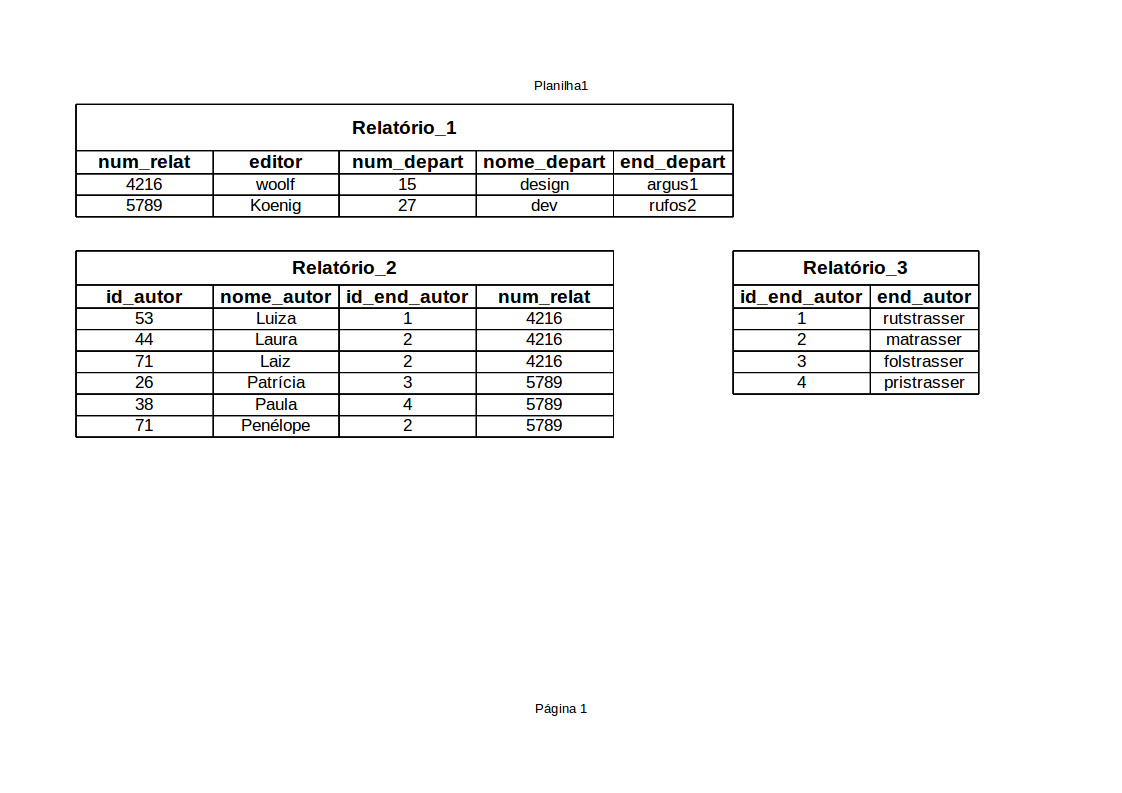 Planilha1
Relatório_1
num_relat editor num_depart nome_depart end_depart
4216 woolf 15 design argus1
5789 Koenig 27 dev rufos2
Relatório_2
id_autor nome_autor id_end_autor num_relat
53 Luiza 1 4216
44 Laura 2 4216
71 Laiz 2 4216
26 Patrícia 3 5789
38 Paula 4 5789
71 Penélope 2 5789
Relatório_3
id_end_autor end_autor
1 rutstrasser
2 matrasser
3 folstrasser
4 pristrasser
Página 1